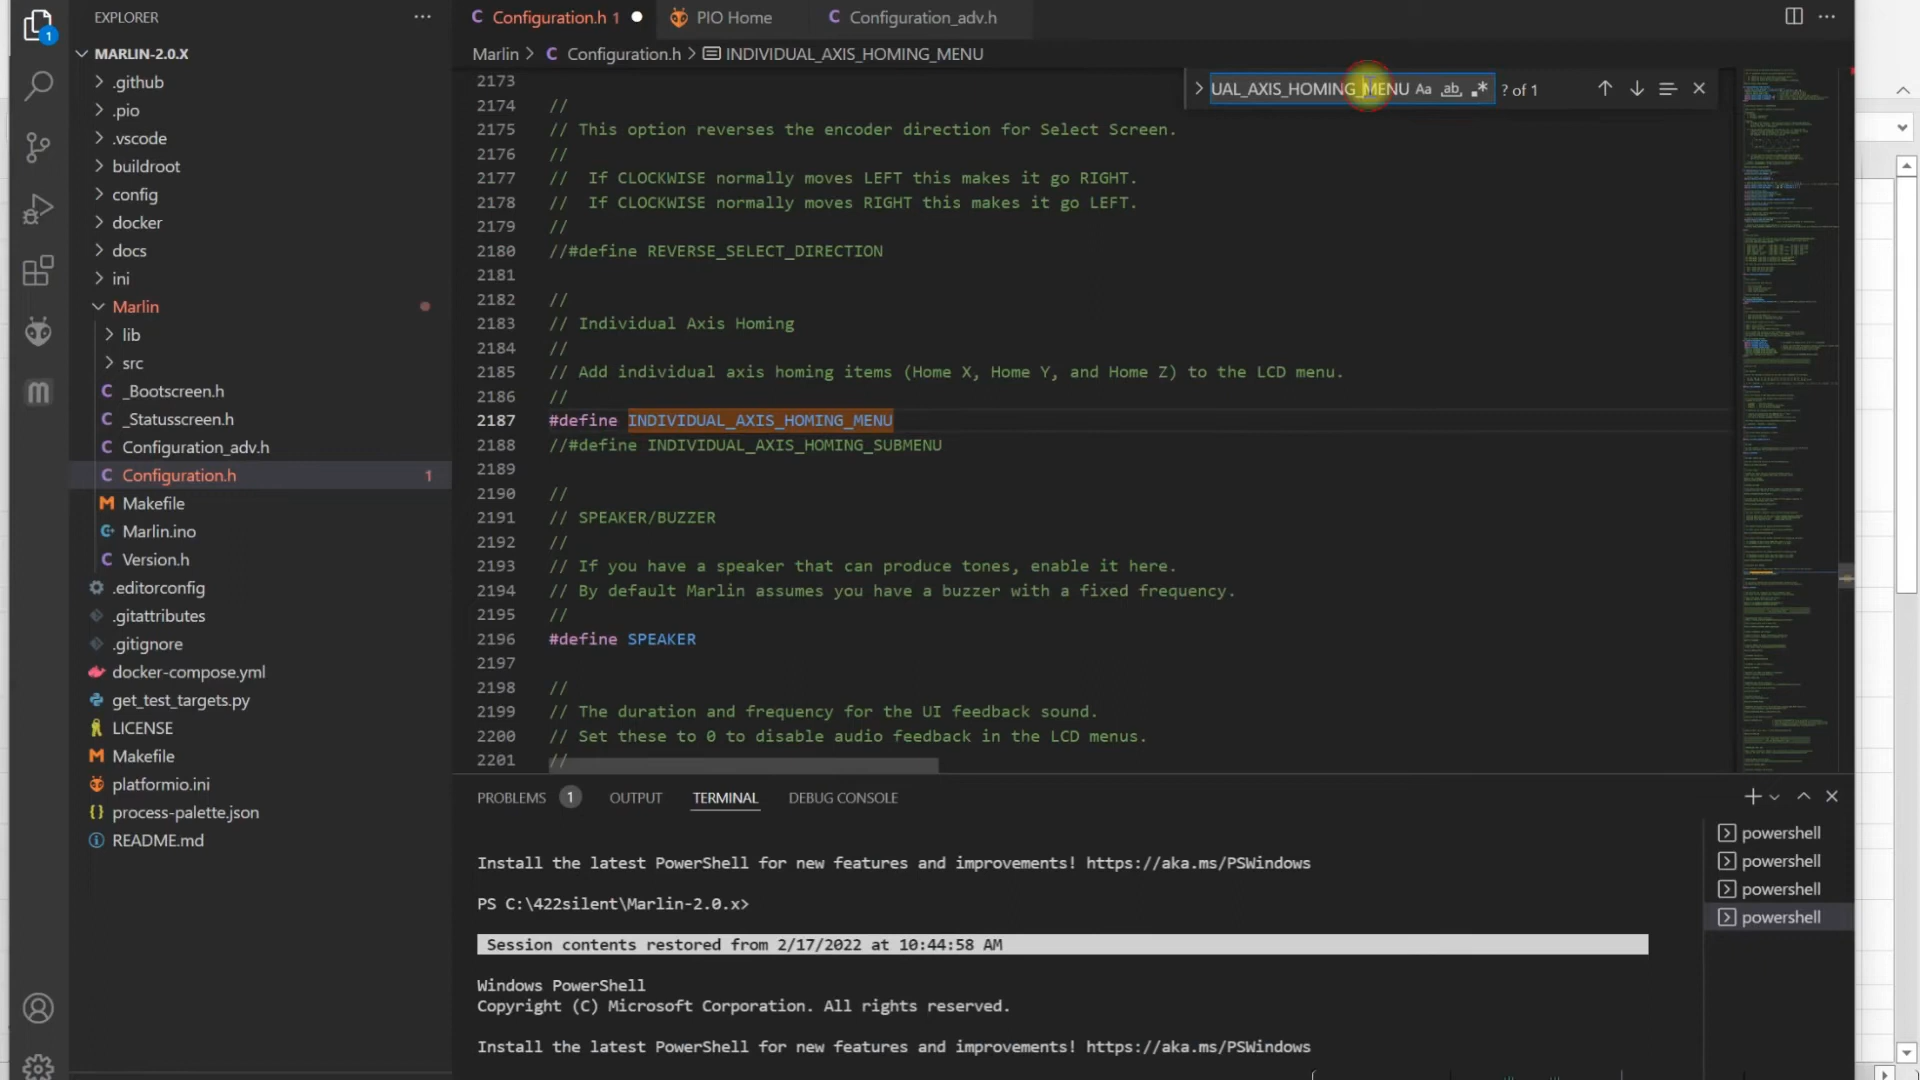 EXPLORER
Configuration.h 1
PIO Home
Configuration_adv.h
1
MARLIN-2.0.X
Marlin > C Configuration.h > INDIVIDUAL_AXIS_HOMING_MENU
UAL_AXIS_HOMING_MENU Aa ab .* ? of 1
.github
.pio
.vscode
buildroot
config
docker
docs
ini
Marlin
lib
src
C _Bootscreen.h
C _Statusscreen.h
C Configuration_adv.h
C Configuration.h 1
M Makefile
Marlin.ino
C Version.h
.editorconfig
.gitattributes
.gitignore
docker-compose.yml
get_test_targets.py
LICENSE
M Makefile
platformio.ini
{} process-palette.json
README.md
2173
2174 //
2175 // This option reverses the encoder direction for Select Screen.
2176 //
2177 //  If CLOCKWISE normally moves LEFT this makes it go RIGHT.
2178 //  If CLOCKWISE normally moves RIGHT this makes it go LEFT.
2179 //
2180 //#define REVERSE_SELECT_DIRECTION
2181
2182 //
2183 // Individual Axis Homing
2184 //
2185 // Add individual axis homing items (Home X, Home Y, and Home Z) to the LCD menu.
2186 //
2187 #define INDIVIDUAL_AXIS_HOMING_MENU
2188 //#define INDIVIDUAL_AXIS_HOMING_SUBMENU
2189
2190 //
2191 // SPEAKER/BUZZER
2192 //
2193 // If you have a speaker that can produce tones, enable it here.
2194 // By default Marlin assumes you have a buzzer with a fixed frequency.
2195 //
2196 #define SPEAKER
2197
2198 //
2199 // The duration and frequency for the UI feedback sound.
2200 // Set these to 0 to disable audio feedback in the LCD menus.
2201 //
PROBLEMS 1 OUTPUT TERMINAL DEBUG CONSOLE
Install the latest PowerShell for new features and improvements! https://aka.ms/PSWindows
PS C:\422silent\Marlin-2.0.x>
Session contents restored from 2/17/2022 at 10:44:58 AM
Windows PowerShell
Copyright (C) Microsoft Corporation. All rights reserved.
Install the latest PowerShell for new features and improvements! https://aka.ms/PSWindows
powershell
powershell
powershell
powershell